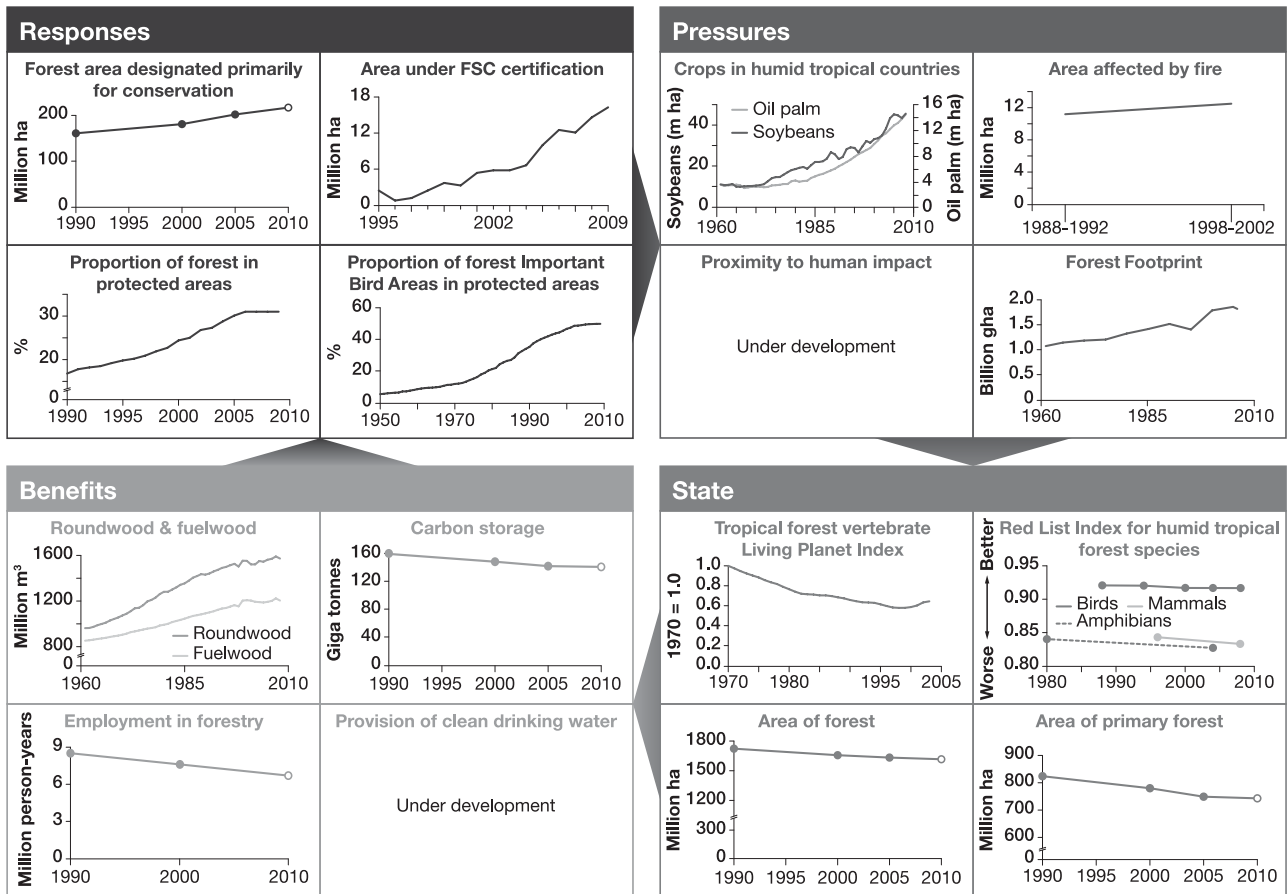 Responses
Forest area designated primarily
for conservation
Million ha
200
100
0
1990
1995
2000
2005
2010
Area under FSC certification
Million ha
18
12
6
0
1995
2002
2009
Proportion of forest in
protected areas
%
30
20
0
1990
1995
2000
2005
2010
Proportion of forest Important
Bird Areas in protected areas
%
60
40
20
0
1950
1970
1990
2010
Pressures
Crops in humid tropical countries
Soybeans (m ha)
40
20
0
Oil palm
Soybeans
16
12
8
4
0
Oil palm (m ha)
1960
1985
2010
Area affected by fire
Million ha
12
8
4
0
1988-1992
1998-2002
Proximity to human impact
Under development
Forest Footprint
Billion gha
2.0
1.5
1.0
0.5
0.0
1960
1985
2010
Benefits
Roundwood & fuelwood
Million m³
1600
1200
800
0
Roundwood
Fuelwood
1960
1985
2010
Carbon storage
Giga tonnes
160
120
80
40
0
1990
1995
2000
2005
2010
Employment in forestry
Million person-years
9
6
3
0
1990
2000
2010
Provision of clean drinking water
Under development
State
Tropical forest vertebrate
Living Planet Index
1970 = 1.0
1.0
0.8
0.6
0.4
0.2
0.0
1970
1982
1995
2005
Red List Index for humid tropical
forest species
Worse
Better
0.95
0.90
0.85
0.80
Birds
Mammals
Amphibians
1980
1990
2000
2010
Area of forest
Million ha
1800
1500
1200
300
0
1990
1995
2000
2005
2010
Area of primary forest
Million ha
900
800
700
600
0
1990
1995
2000
2005
2010